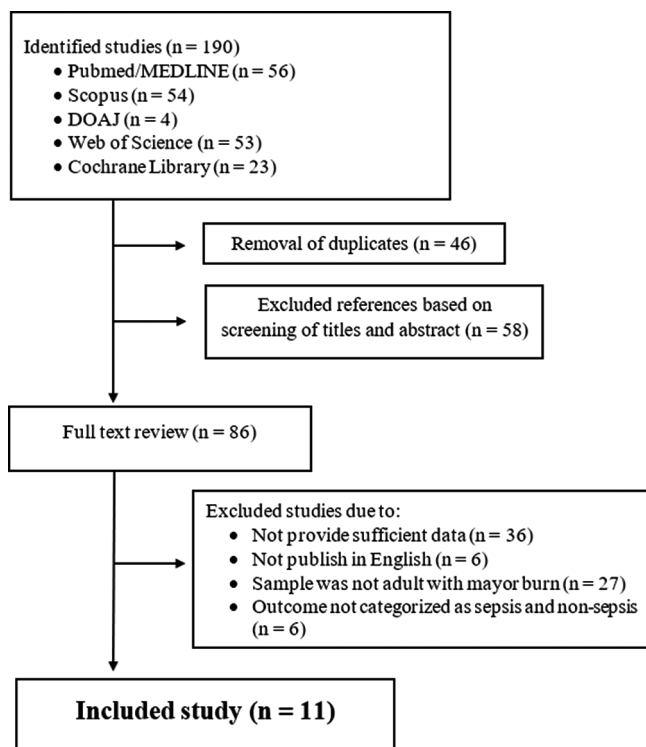 Identified studies (n = 190)
• Pubmed/MEDLINE (n = 56)
• Scopus (n = 54)
• DOAJ (n = 4)
• Web of Science (n = 53)
• Cochrane Library (n = 23)
Removal of duplicates (n = 46)
Excluded references based on
screening of titles and abstract (n = 58)
Full text review (n = 86)
Excluded studies due to:
• Not provide sufficient data (n = 36)
• Not publish in English (n = 6)
• Sample was not adult with mayor burn (n = 27)
• Outcome not categorized as sepsis and non-sepsis
(n = 6)
Included study (n = 11)